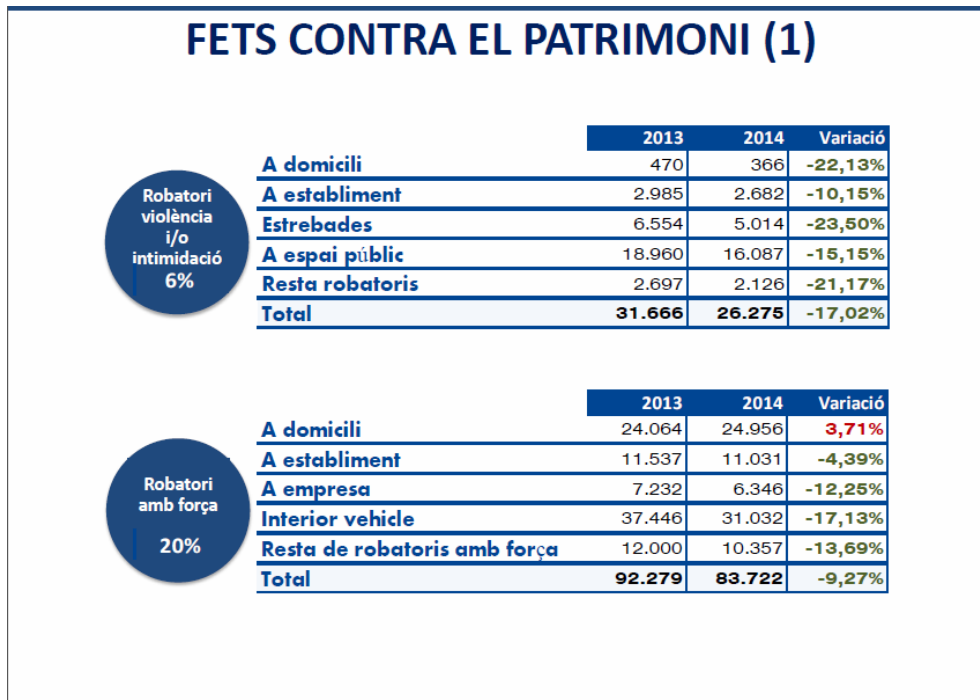 FETS CONTRA EL PATRIMONI (1)
2013 2014 Variació
A domicili 470 366 -22,13%
A establiment 2.985 2.682 -10,15%
Estrebades 6.554 5.014 -23,50%
A espai públic 18.960 16.087 -15,15%
Resta robatoris 2.697 2.126 -21,17%
Total 31.666 26.275 -17,02%
Robatori
violència
i/o
intimidació
6%
2013 2014 Variació
A domicili 24.064 24.956 3,71%
A establiment 11.537 11.031 -4,39%
A empresa 7.232 6.346 -12,25%
Interior vehicle 37.446 31.032 -17,13%
Resta de robatoris amb força 12.000 10.357 -13,69%
Total 92.279 83.722 -9,27%
Robatori
amb força
20%